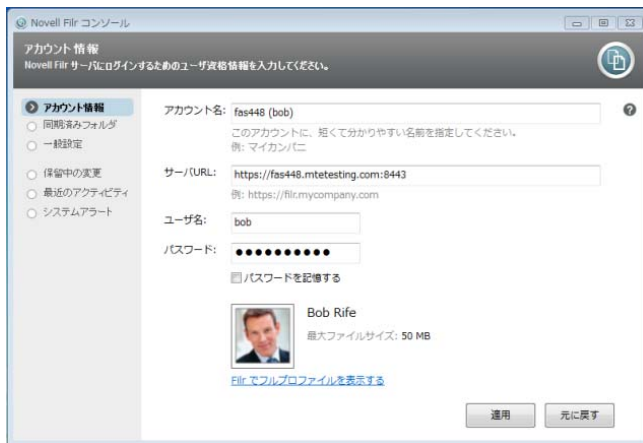 Novell Filr コンソール
アカウント情報
Novell Filr サーバにログインするためのユーザ資格情報を入力してください。
アカウント情報
同期済みフォルダ
一般設定
保留中の変更
最近のアクティビティ
システムアラート
アカウント名: fas448 (bob)
このアカウントに、短くて分かりやすい名前を指定してください。
例: マイカンパニ
サーバURL: https://fas448.mtetesting.com:8443
例: https://filr.mycompany.com
ユーザ名: bob
パスワード: ●●●●●●●●●●
パスワードを記憶する
Bob Rife
最大ファイルサイズ: 50 MB
Filr でフルプロファイルを表示する
適用 元に戻す